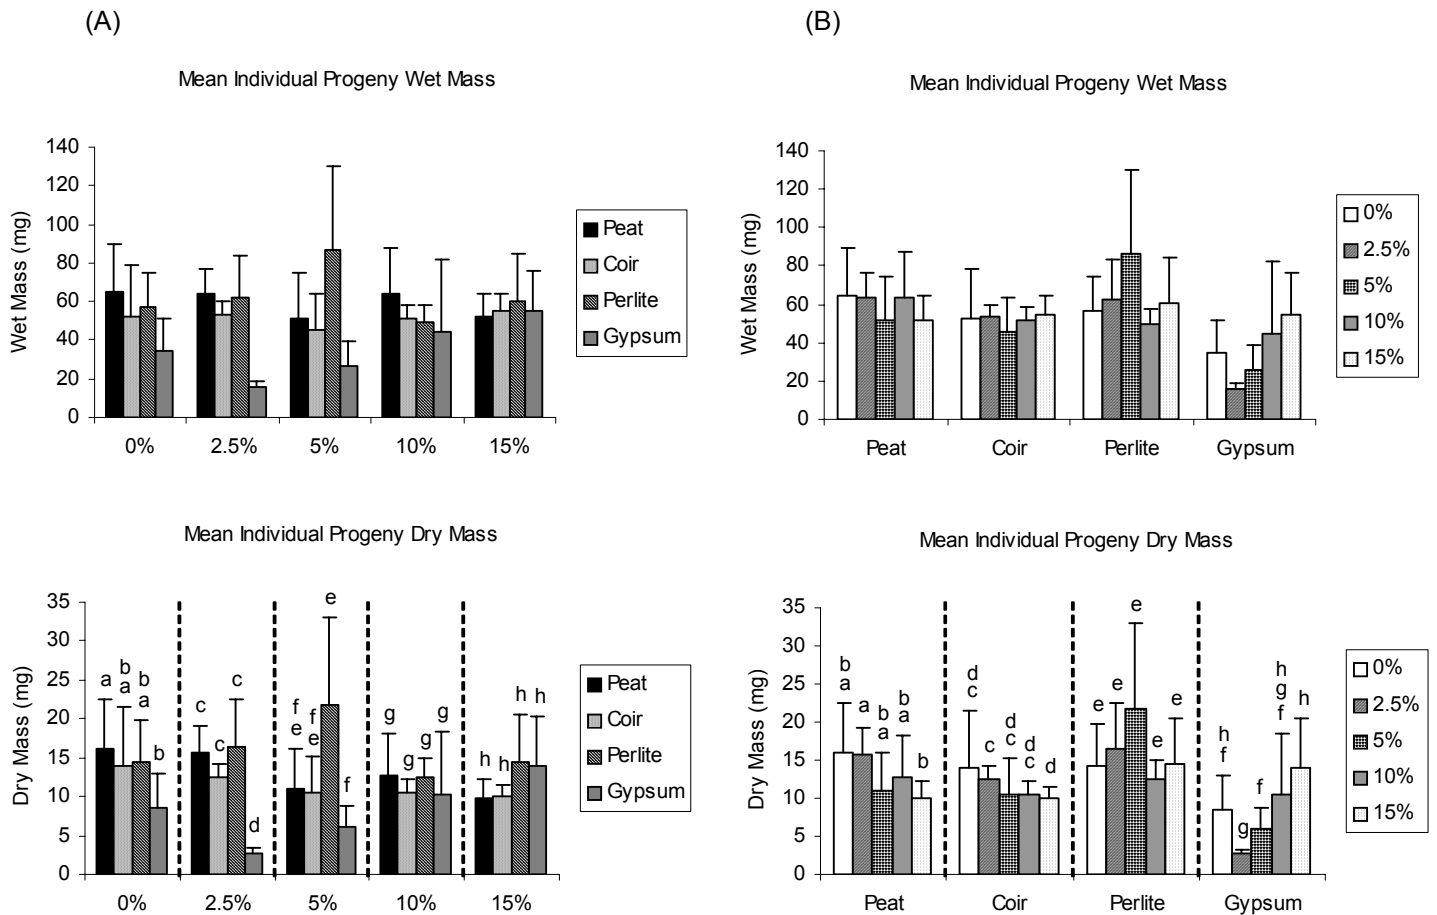 (A)
(B)
Mean Individual Progeny Wet Mass
Wet Mass (mg)
140
120
100
80
60
40
20
0
0% 2.5% 5% 10% 15%
Peat
Coir
Perlite
Gypsum
Mean Individual Progeny Wet Mass
Wet Mass (mg)
140
120
100
80
60
40
20
0
Peat Coir Perlite Gypsum
0%
2.5%
5%
10%
15%
Mean Individual Progeny Dry Mass
Dry Mass (mg)
35
30
25
20
15
10
5
0
a
b
a
b
a
b
c
c
c
d
f
e
f
e
e
f
g
g
g
g
h
h
h
h
0% 2.5% 5% 10% 15%
Peat
Coir
Perlite
Gypsum
Mean Individual Progeny Dry Mass
Dry Mass (mg)
35
30
25
20
15
10
5
0
b
a
a
b
a
b
a
b
d
c
c
d
c
d
c
d
e
e
e
e
e
h
f
g
f
h
g
f
h
Peat Coir Perlite Gypsum
0%
2.5%
5%
10%
15%